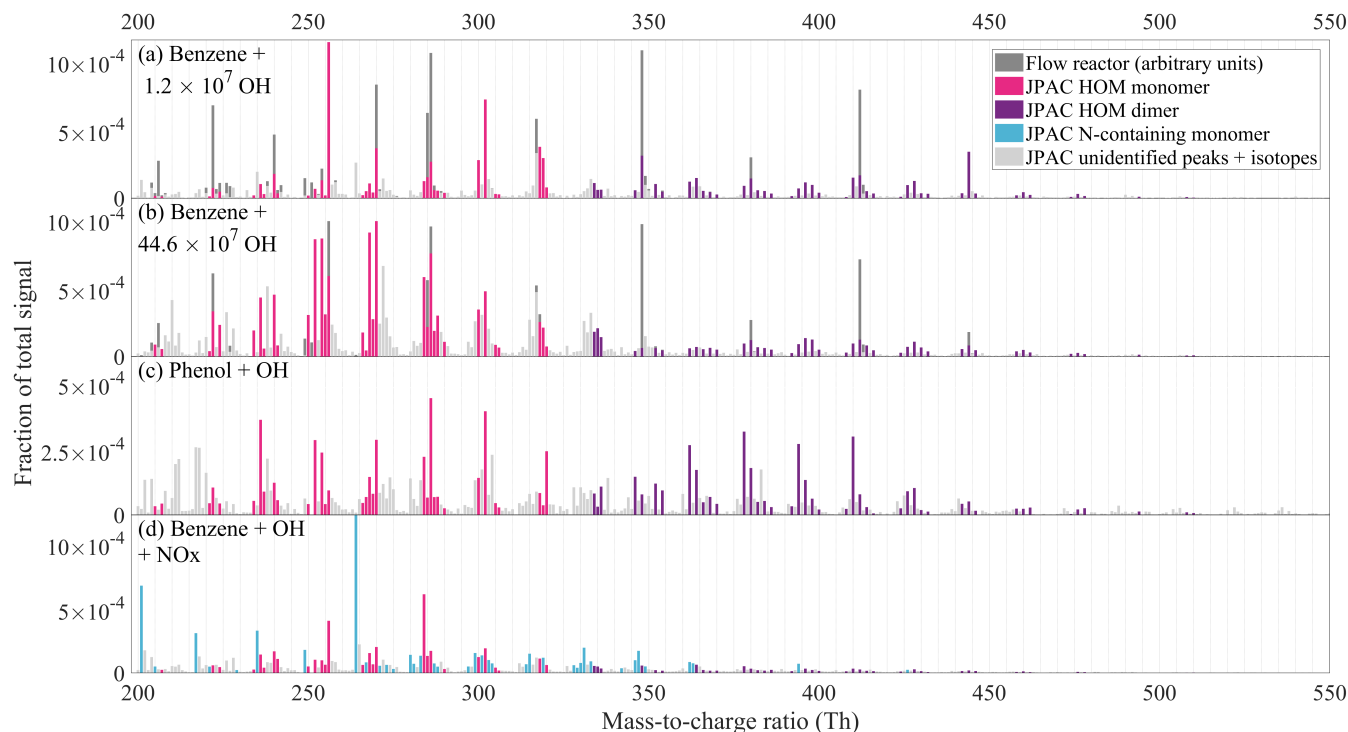 200 250 300 350 400 450 500 550
(a) Benzene +
1.2 × 10⁷ OH
10×10⁻⁴
5×10⁻⁴
0
Flow reactor (arbitrary units)
JPAC HOM monomer
JPAC HOM dimer
JPAC N-containing monomer
JPAC unidentified peaks + isotopes
(b) Benzene +
44.6 × 10⁷ OH
10×10⁻⁴
5×10⁻⁴
0
(c) Phenol + OH
5×10⁻⁴
2.5×10⁻⁴
0
(d) Benzene + OH
+ NOx
10×10⁻⁴
5×10⁻⁴
0
Fraction of total signal
200 250 300 350 400 450 500 550
Mass-to-charge ratio (Th)